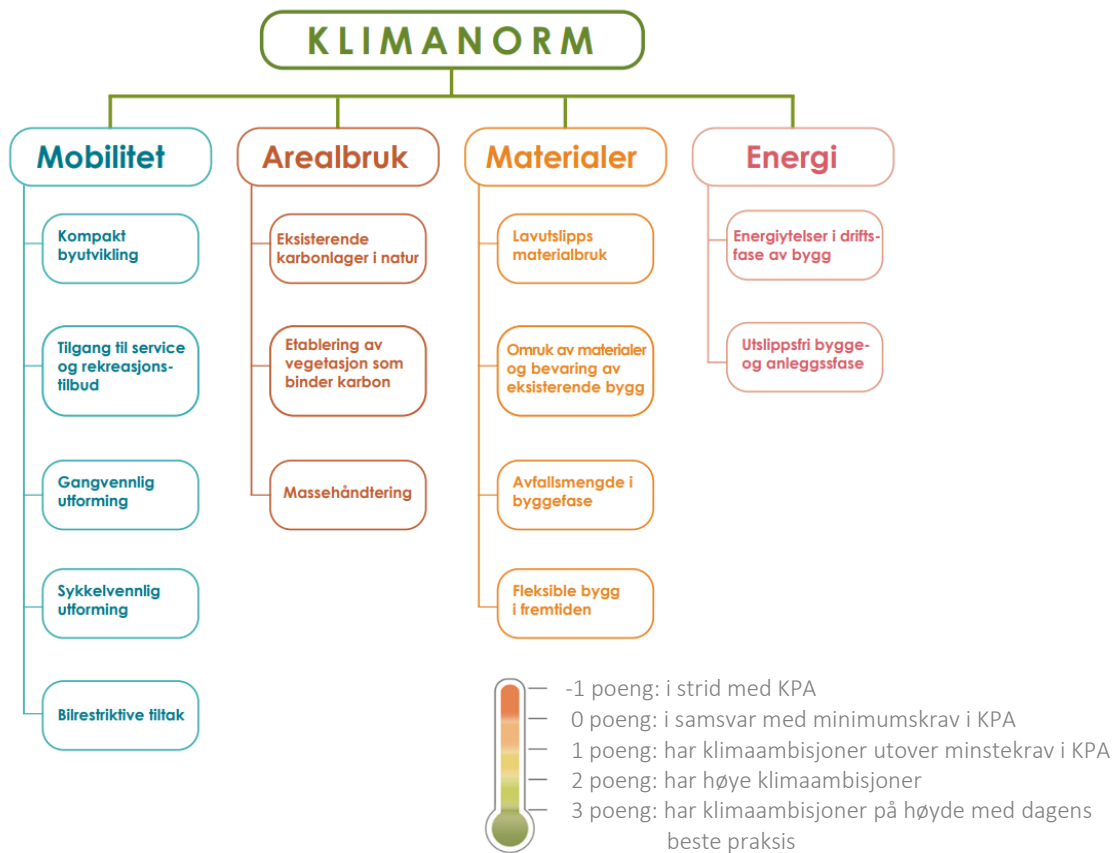 KLIMANORM
Mobilitet
Kompakt
byutvikling
Tilgang til service
og rekreasjons-
tilbud
Gangvennlig
utforming
Sykkelvennlig
utforming
Bilrestriktive tiltak
Arealbruk
Eksisterende
karbonlager i natur
Etablering av
vegetasjon som
binder karbon
Massehåndtering
Materialer
Lavutslipps
materialbruk
Omruk av materialer
og bevaring av
eksisterende bygg
Avfallsmengde i
byggefase
Fleksible bygg
i fremtiden
Energi
Energiytelser i drifts-
fase av bygg
Utslippsfri bygge-
og anleggssfase
-1 poeng: i strid med KPA
0 poeng: i samsvar med minimumskrav i KPA
1 poeng: har klimaambisjoner utover minstekrav i KPA
2 poeng: har høye klimaambisjoner
3 poeng: har klimaambisjoner på høyde med dagens
beste praksis